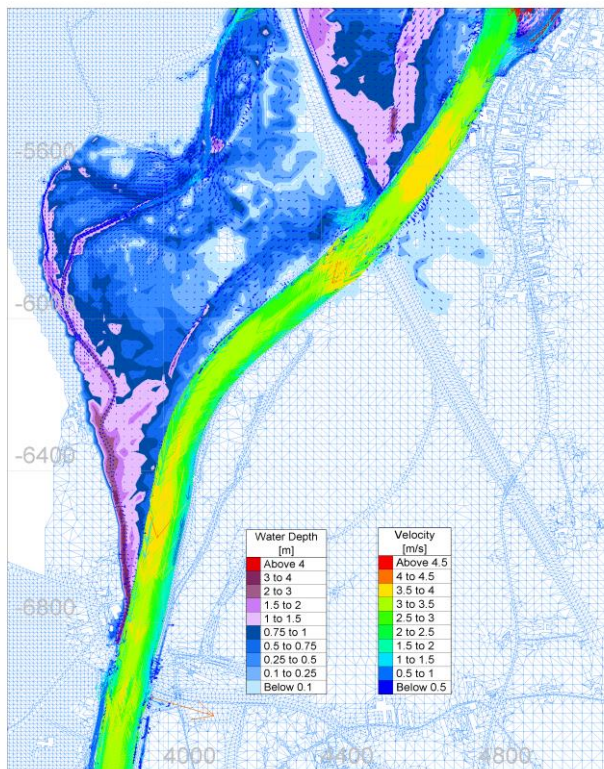 -5600
-6000
-6400
-6800
4000
4400
4800
Water Depth
[m]
Above 4
3 to 4
2 to 3
1.5 to 2
1 to 1.5
0.75 to 1
0.5 to 0.75
0.25 to 0.5
0.1 to 0.25
Below 0.1
Velocity
[m/s]
Above 4.5
4 to 4.5
3.5 to 4
3 to 3.5
2.5 to 3
2 to 2.5
1.5 to 2
1 to 1.5
0.5 to 1
Below 0.5